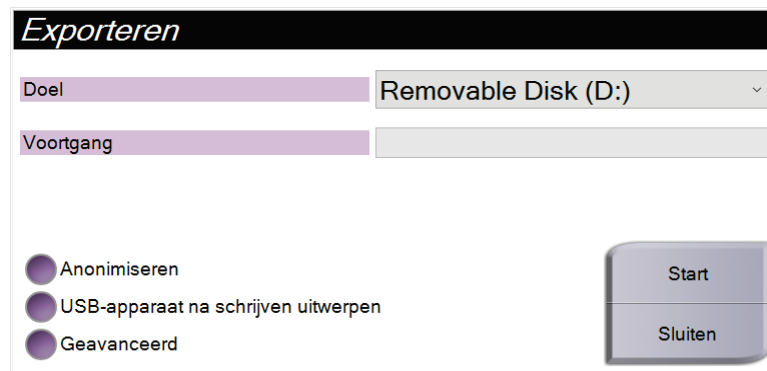 Exporteren
Doel
Removable Disk (D:)
Voortgang
Anonimiseren
USB-apparaat na schrijven uitwerpen
Geavanceerd
Start
Sluiten